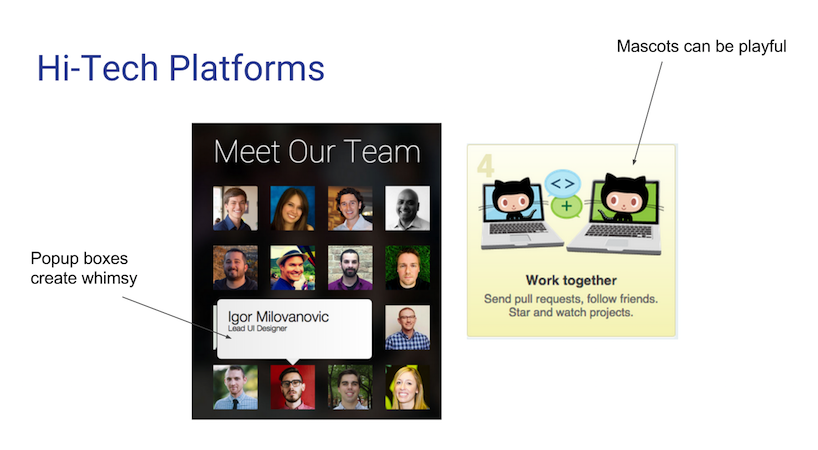 Mascots can be playful
Hi-Tech Platforms
Meet Our Team
4
<>
+
Popup boxes
create whimsy
Igor Milovanovic
Lead UI Designer
Work together
Send pull requests, follow friends.
Star and watch projects.